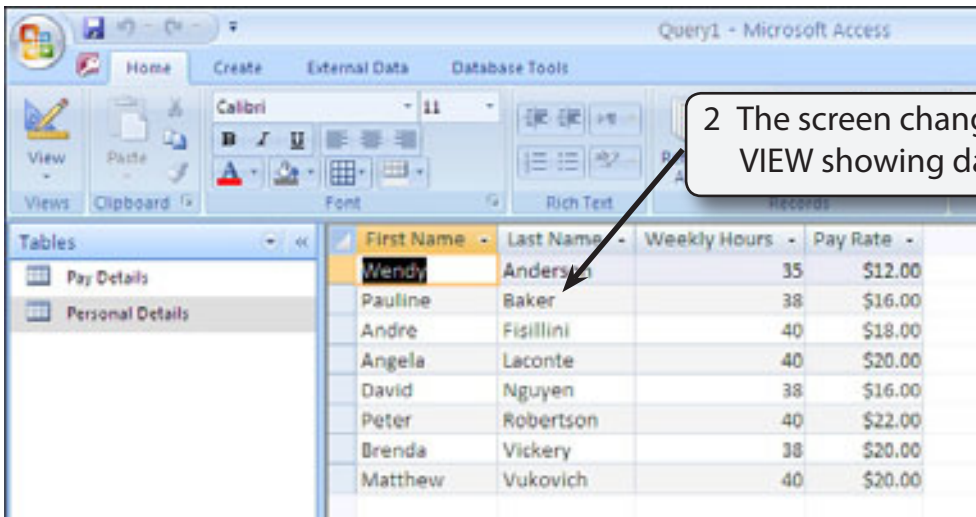 Query1 - Microsoft Access
Home Create External Data Database Tools
Calibri 11
B I U
A
View Paste
Views Clipboard Font Rich Text Records
2 The screen chang
VIEW showing da
Tables
Pay Details
Personal Details
First Name Last Name Weekly Hours Pay Rate
Wendy Anderson 35 $12.00
Pauline Baker 38 $16.00
Andre Fisillini 40 $18.00
Angela Laconte 40 $20.00
David Nguyen 38 $16.00
Peter Robertson 40 $22.00
Brenda Vickery 38 $20.00
Matthew Vukovich 40 $20.00